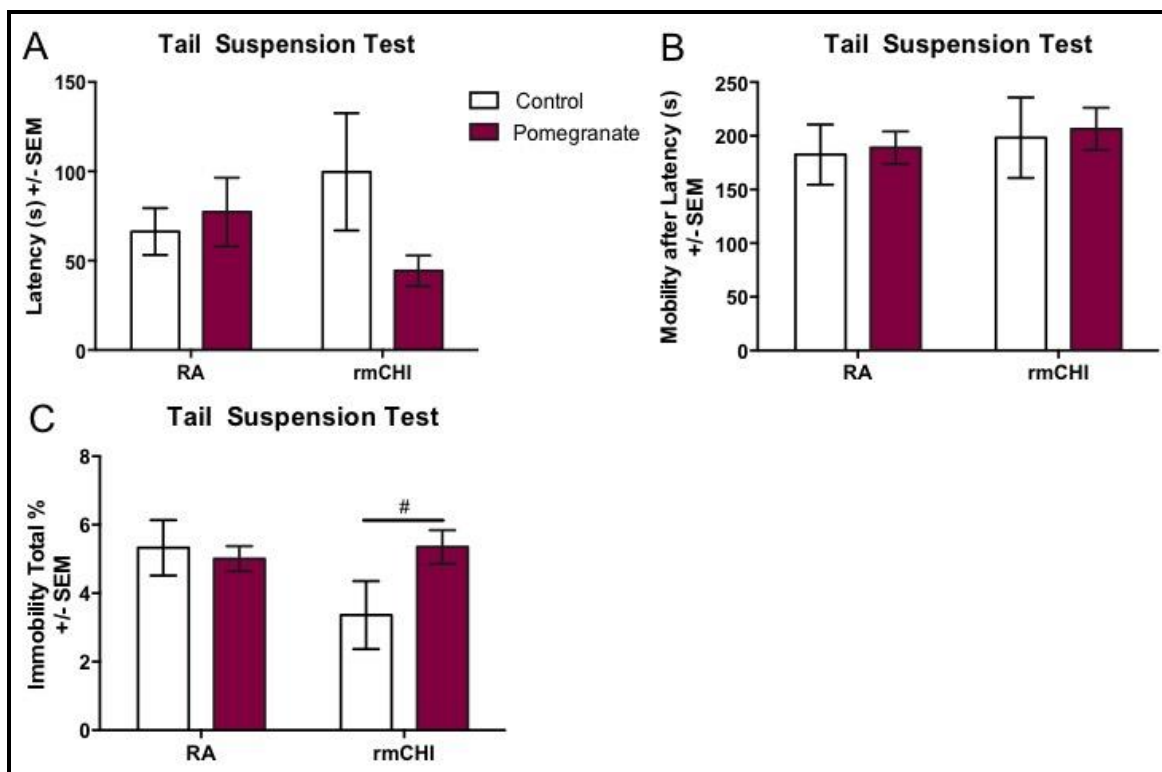 A
Tail Suspension Test
Latency (s) +/-SEM
150
100
50
0
RA
rmCHI
Control
Pomegranate
B
Tail Suspension Test
Mobility after Latency (s)
+/-SEM
250
200
150
200
100
50
0
RA
rmCHI
C
Tail Suspension Test
Immobility Total %
+/- SEM
8
6
4
2
0
#
RA
rmCHI